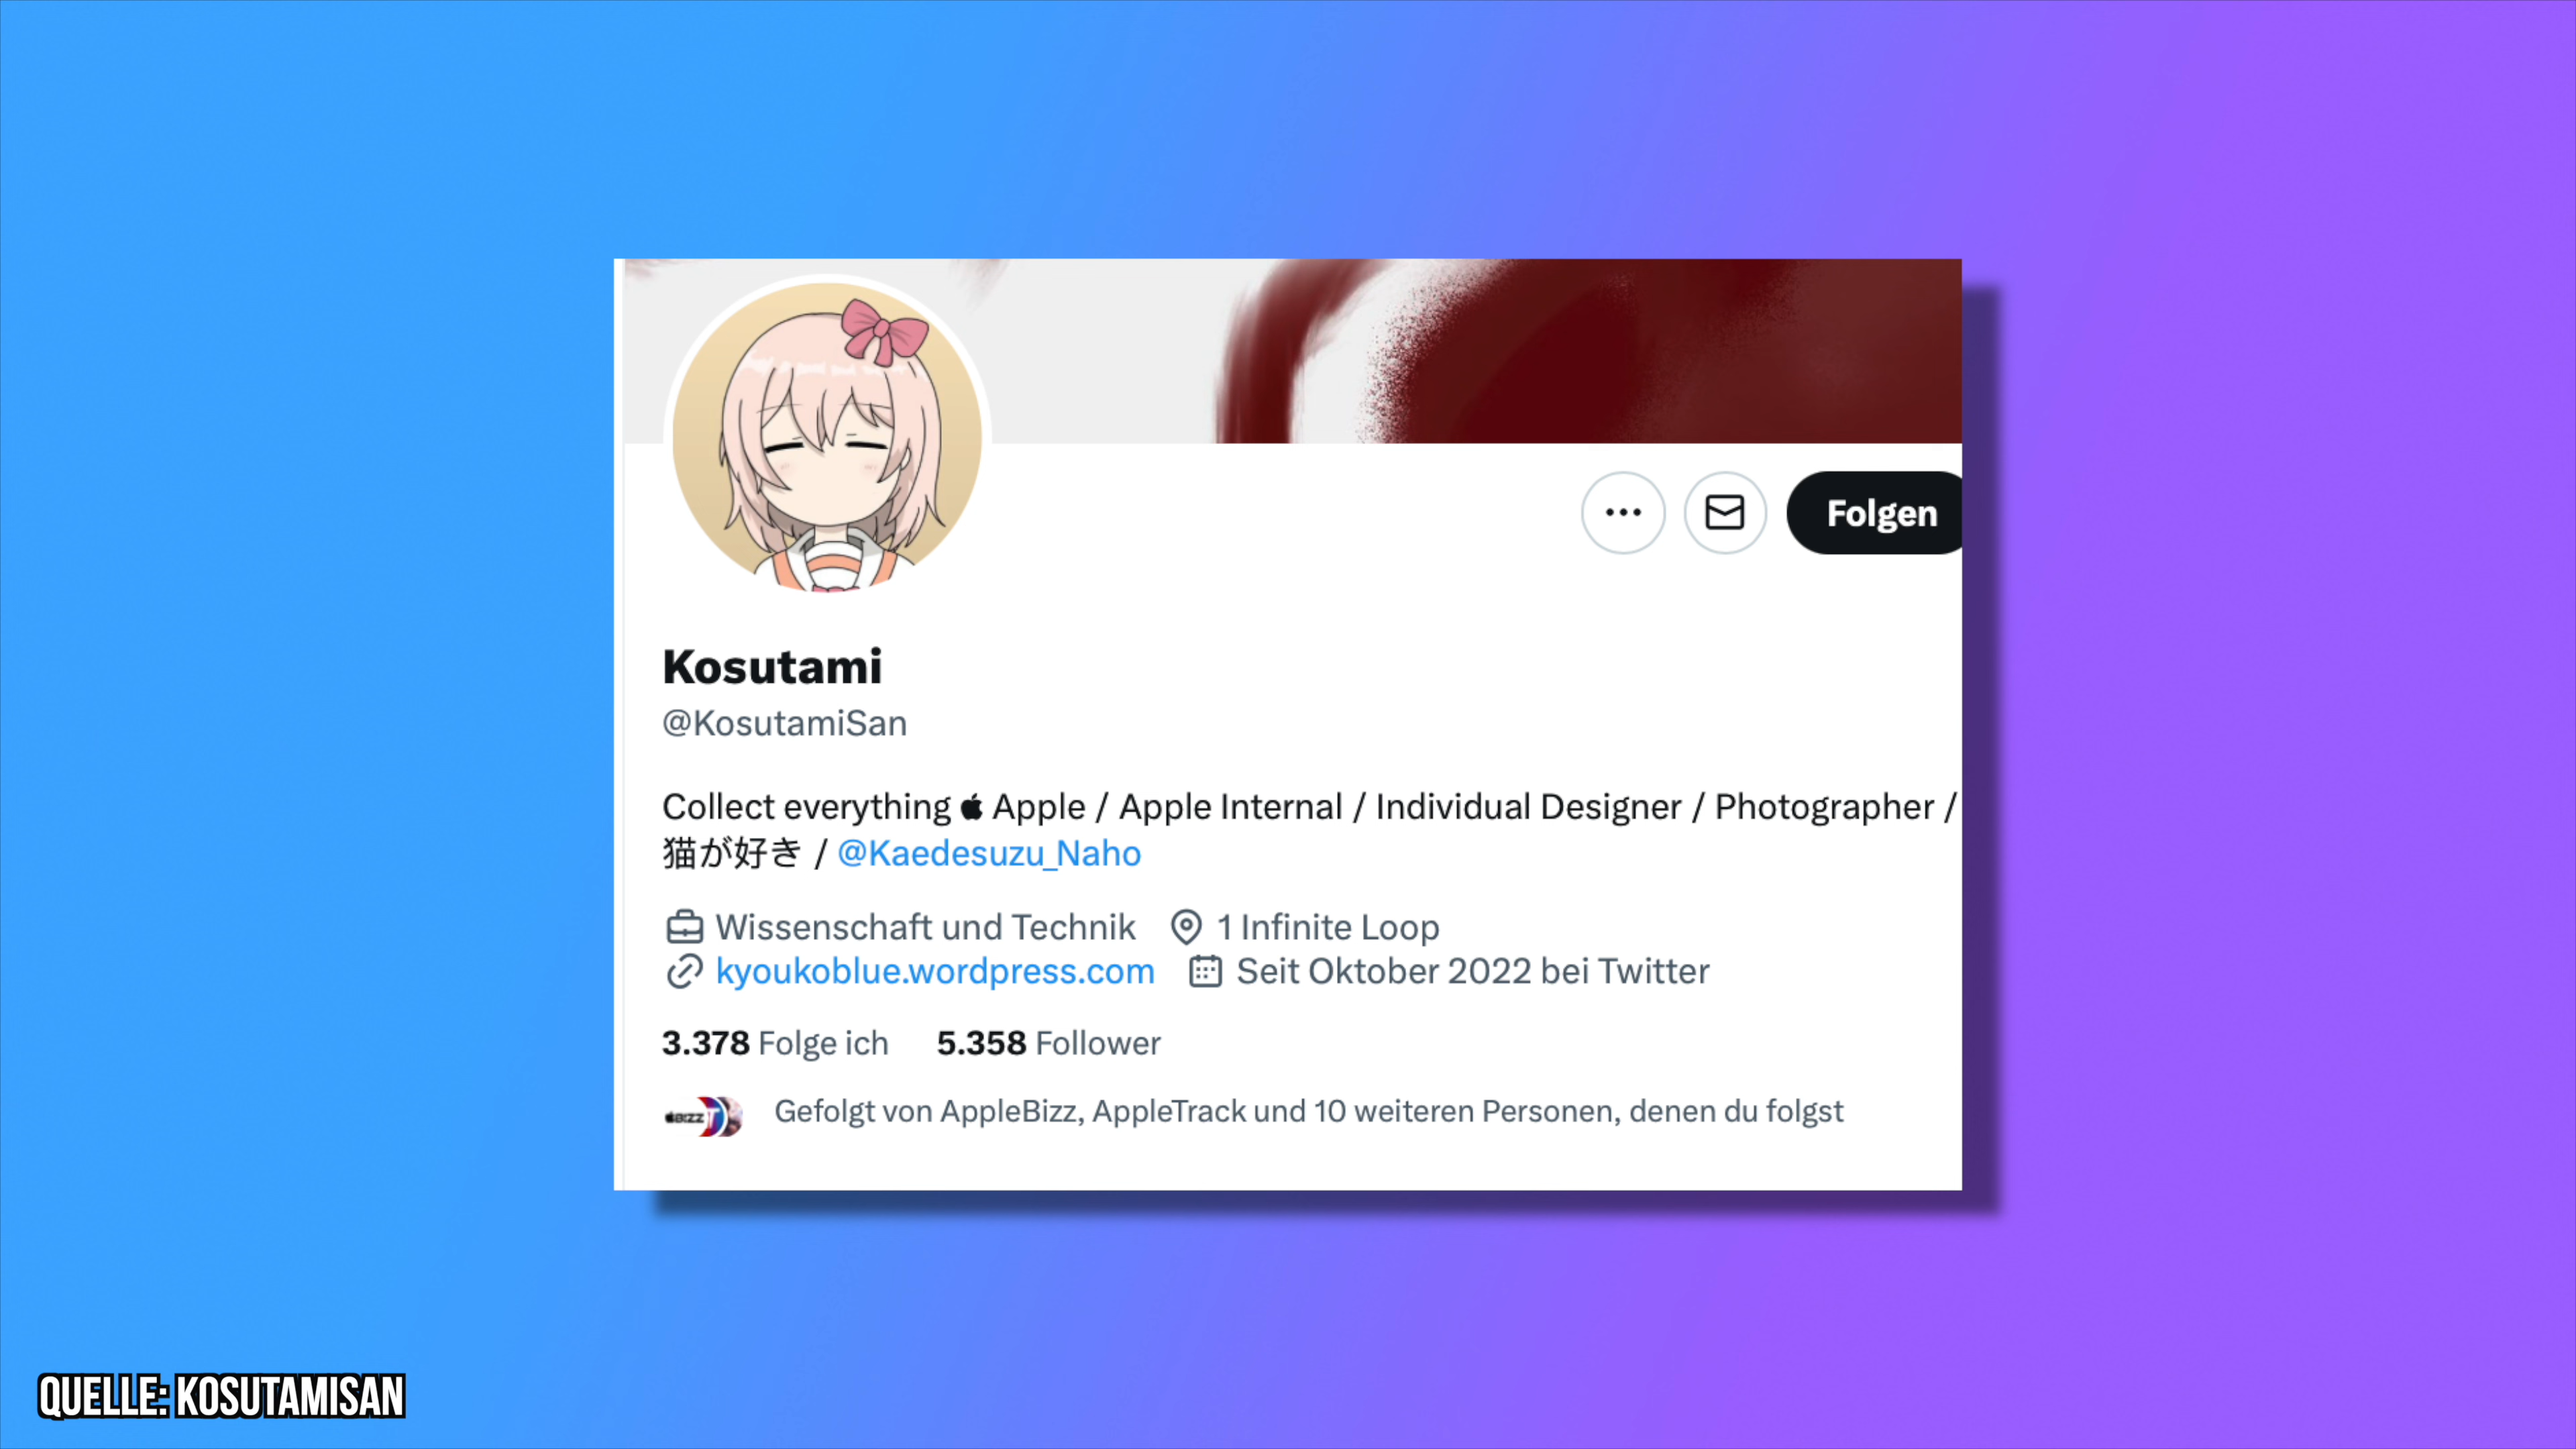 Folgen
Kosutami
@KosutamiSan
Collect everything  Apple / Apple Internal / Individual Designer / Photographer /
猫が好き / @Kaedesuzu_Naho
Wissenschaft und Technik 1 Infinite Loop
kyoukoblue.wordpress.com Seit Oktober 2022 bei Twitter
3.378 Folge ich 5.358 Follower
BIZZ T Gefolgt von AppleBizz, AppleTrack und 10 weiteren Personen, denen du folgst
QUELLE: KOSUTAMISAN